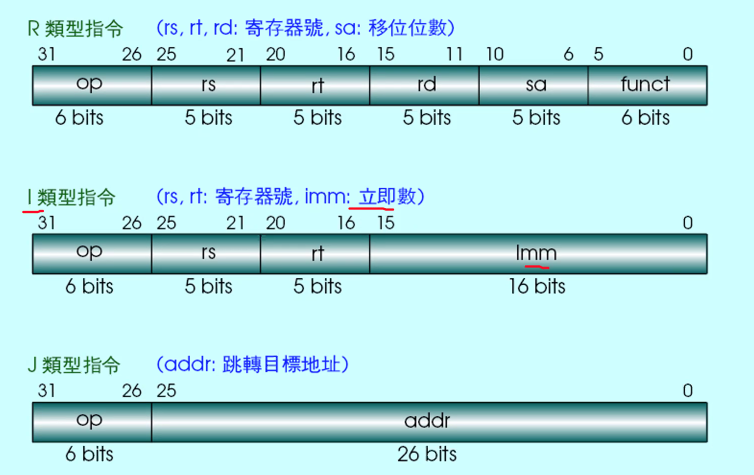 R 類型指令 (rs, rt, rd: 寄存器號, sa: 移位位數)
31 26 25 21 20 16 15 11 10 6 5 0
op rs rt rd sa funct
6 bits 5 bits 5 bits 5 bits 5 bits 6 bits
I 類型指令 (rs, rt: 寄存器號, imm: 立即數)
31 26 25 21 20 16 15 0
op rs rt Imm
6 bits 5 bits 5 bits 16 bits
J 類型指令 (addr: 跳轉目標地址)
31 26 25 0
op addr
6 bits 26 bits